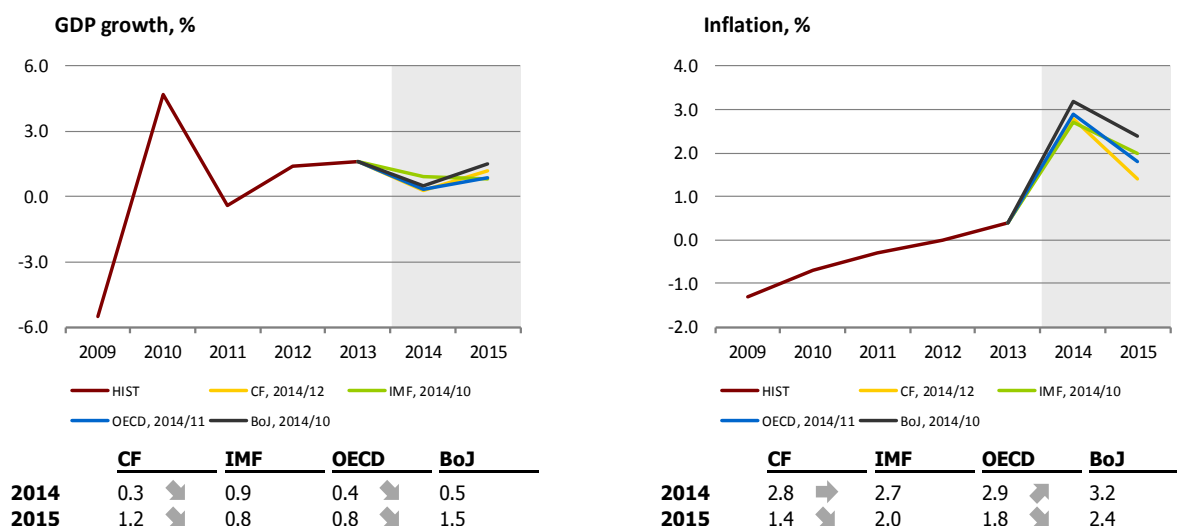 GDP growth, %
6.0
3.0
0.0
-3.0
-6.0
2009 2010 2011 2012 2013 2014 2015
HIST CF, 2014/12 IMF, 2014/10
OECD, 2014/11 BoJ, 2014/10
CF IMF OECD BoJ
2014 0.3 0.9 0.4 0.5
2015 1.2 0.8 0.8 1.5
Inflation, %
4.0
3.0
2.0
1.0
0.0
-1.0
-2.0
2009 2010 2011 2012 2013 2014 2015
HIST CF, 2014/12 IMF, 2014/10
OECD, 2014/11 BoJ, 2014/10
CF IMF OECD BoJ
2014 2.8 2.7 2.9 3.2
2015 1.4 2.0 1.8 2.4